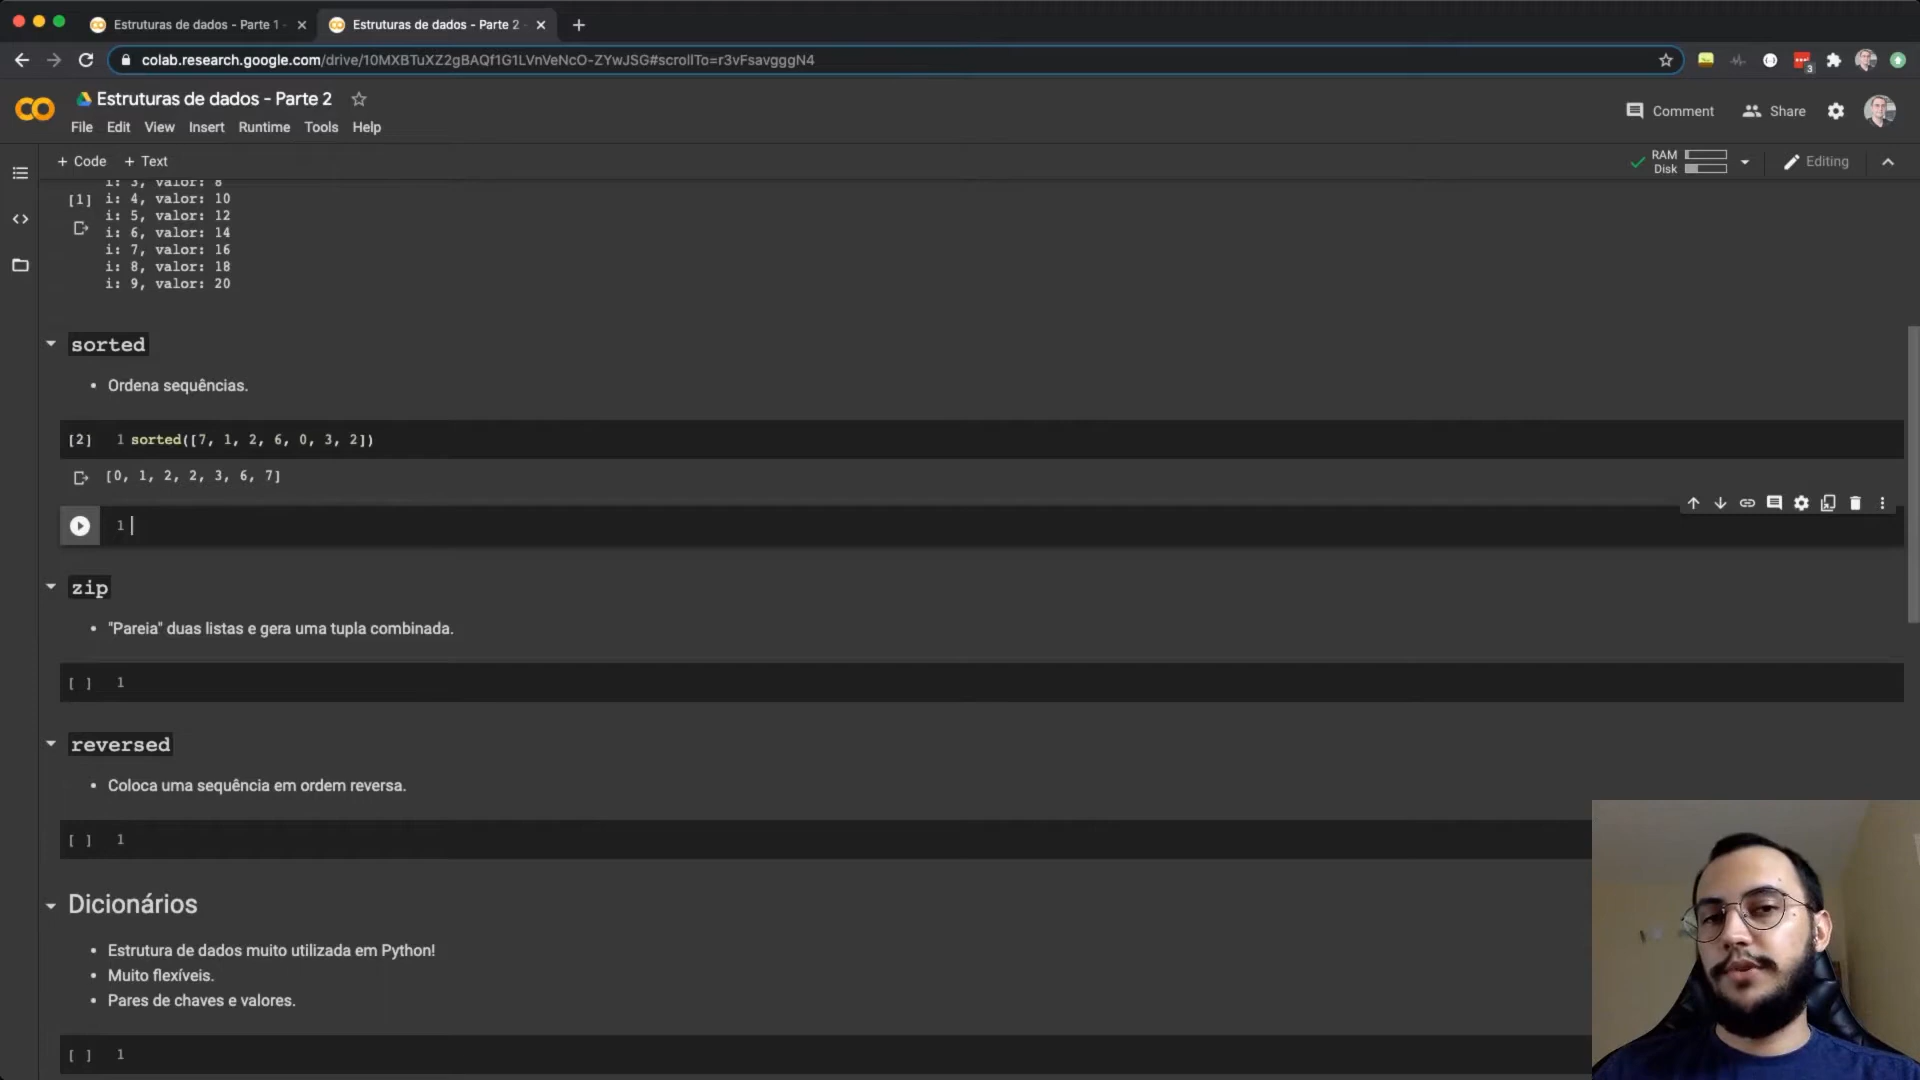 Estruturas de dados - Parte 1
Estruturas de dados - Parte 2
colab.research.google.com/drive/10MXBTuXZ2gBAQf1G1LVnVeNcO-ZYwJSG#scrollTo=r3vFsavgggN4
3
CO Estruturas de dados - Parte 2
File Edit View Insert Runtime Tools Help
Comment Share
+ Code + Text
RAM
Disk
Editing
i: 3, valor: 8
[1] i: 4, valor: 10
i: 5, valor: 12
i: 6, valor: 14
i: 7, valor: 16
i: 8, valor: 18
i: 9, valor: 20
sorted
• Ordena sequências.
[2] 1 sorted([7, 1, 2, 6, 0, 3, 2])
[0, 1, 2, 2, 3, 6, 7]
1
zip
• "Pareia" duas listas e gera uma tupla combinada.
[ ] 1
reversed
• Coloca uma sequência em ordem reversa.
[ ] 1
Dicionários
• Estrutura de dados muito utilizada em Python!
• Muito flexíveis.
• Pares de chaves e valores.
[ ] 1